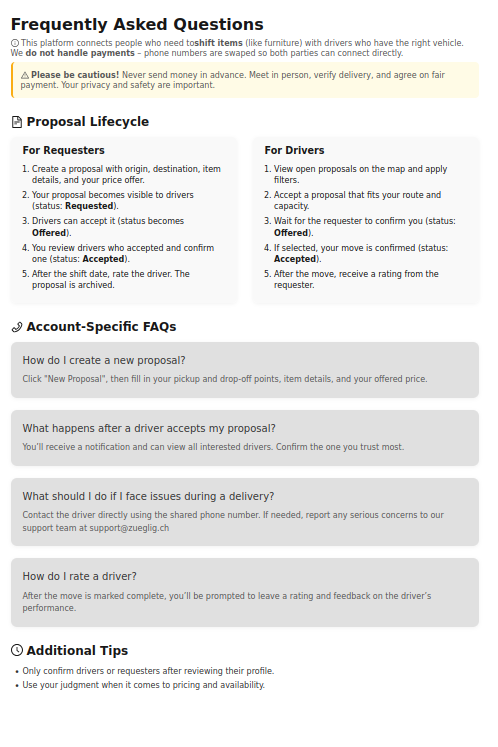 Frequently Asked Questions
This platform connects people who need toshift items (like furniture) with drivers who have the right vehicle.
We do not handle payments – phone numbers are swaped so both parties can connect directly.
Please be cautious! Never send money in advance. Meet in person, verify delivery, and agree on fair
payment. Your privacy and safety are important.
Proposal Lifecycle
For Requesters
1. Create a proposal with origin, destination, item
details, and your price offer.
2. Your proposal becomes visible to drivers
(status: Requested).
3. Drivers can accept it (status becomes
Offered).
4. You review drivers who accepted and confirm
one (status: Accepted).
5. After the shift date, rate the driver. The
proposal is archived.
For Drivers
1. View open proposals on the map and apply
filters.
2. Accept a proposal that fits your route and
capacity.
3. Wait for the requester to confirm you (status:
Offered).
4. If selected, your move is confirmed (status:
Accepted).
5. After the move, receive a rating from the
requester.
Account-Specific FAQs
How do I create a new proposal?
Click "New Proposal", then fill in your pickup and drop-off points, item details, and your offered price.
What happens after a driver accepts my proposal?
You'll receive a notification and can view all interested drivers. Confirm the one you trust most.
What should I do if I face issues during a delivery?
Contact the driver directly using the shared phone number. If needed, report any serious concerns to our
support team at support@zueglig.ch
How do I rate a driver?
After the move is marked complete, you'll be prompted to leave a rating and feedback on the driver's
performance.
Additional Tips
• Only confirm drivers or requesters after reviewing their profile.
• Use your judgment when it comes to pricing and availability.